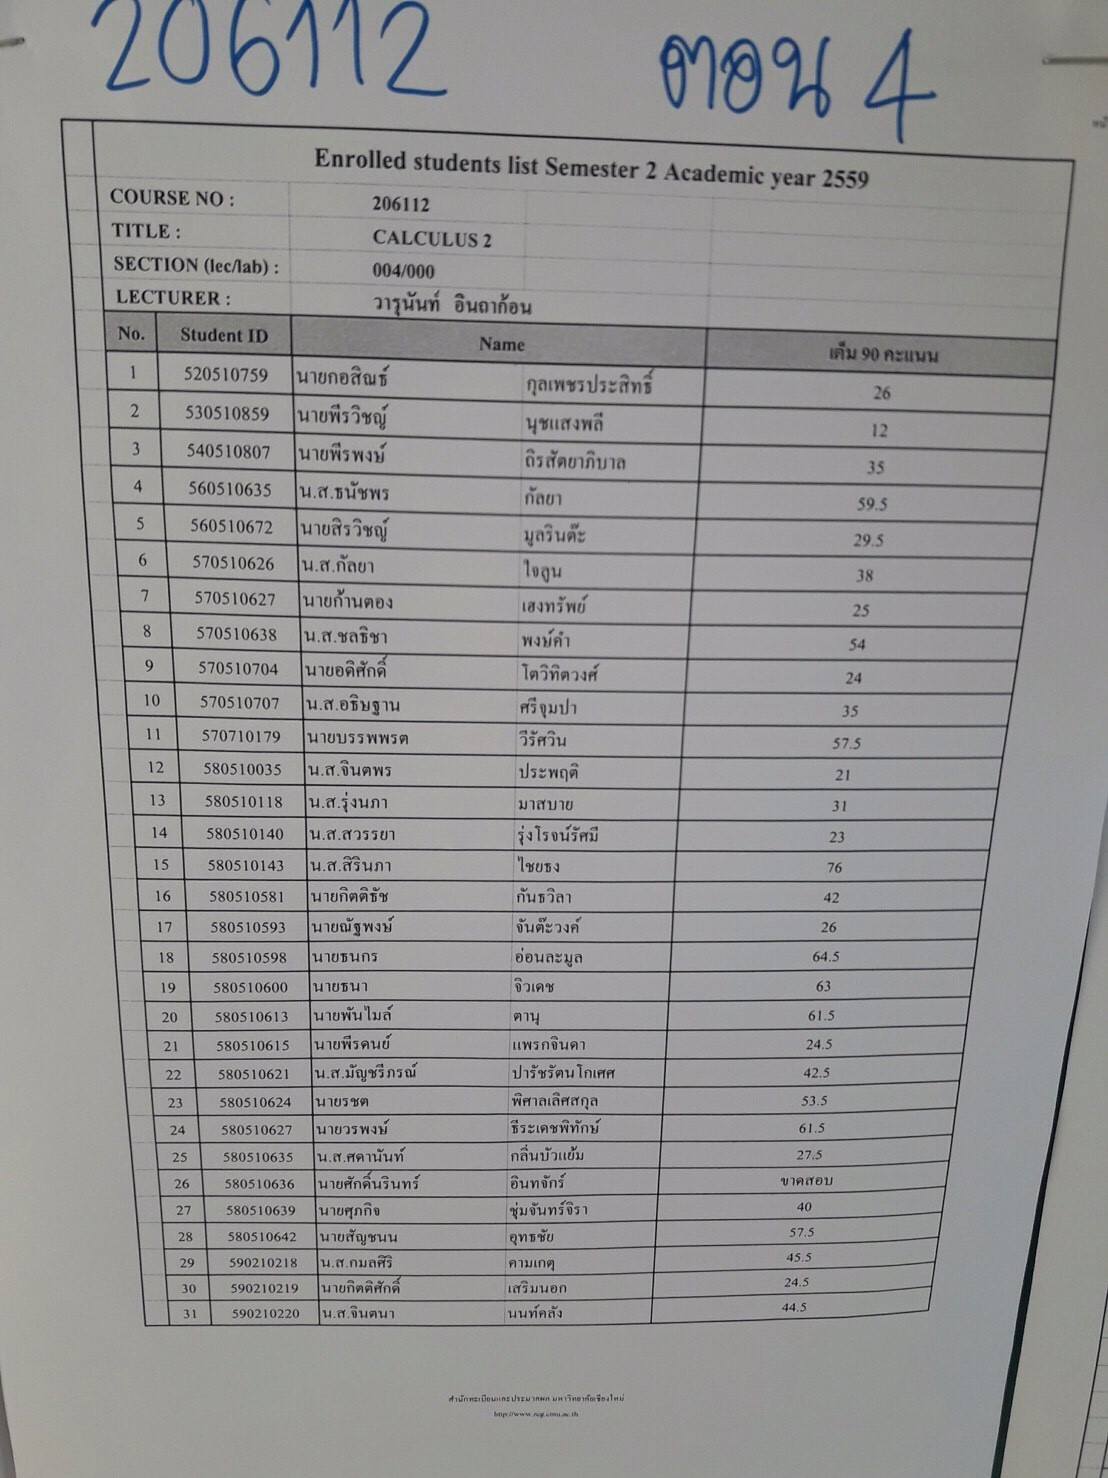 206112 ตอน 4
Enrolled students list Semester 2 Academic year 2559
COURSE NO : 206112
TITLE : CALCULUS 2
SECTION (lec/lab) : 004/000
LECTURER : วารุนันท์ อินถาก้อน
No. Student ID Name เต็ม 90 คะแนน
1 520510759 นายกอสิณธ์ กุลเพชรประสิทธิ์ 26
2 530510859 นายพีรวิชญ์ นุชแสงพลี 12
3 540510807 นายพีรพงษ์ ถิรสัตยาภิบาล 35
4 560510635 น.ส.ธนัชพร กัลยา 59.5
5 560510672 นายสิรวิชญ์ มูลรินต๊ะ 29.5
6 570510626 น.ส.กัลยา ใจสูน 38
7 570510627 นายก้านตอง เฮงทรัพย์ 25
8 570510638 น.ส.ชลธิชา พงษ์คำ 54
9 570510704 นายอดิศักดิ์ โตวิทิตวงศ์ 24
10 570510707 น.ส.อธิษฐาน ศรีจุมปา 35
11 570710179 นายบรรพพรต วีรัศวิน 57.5
12 580510035 น.ส.จินตพร ประพฤติ 21
13 580510118 น.ส.รุ่งนภา มาสบาย 31
14 580510140 น.ส.สวรรยา รุ่งโรจน์รัศมี 23
15 580510143 น.ส.สิรินภา ไชยธง 76
16 580510581 นายกิตติธัช กันธวิลา 42
17 580510593 นายณัฐพงษ์ จันต๊ะวงค์ 26
18 580510598 นายธนกร อ่อนละมูล 64.5
19 580510600 นายธนา จิวเดช 63
20 580510613 นายพันไมล์ ตานุ 61.5
21 580510615 นายพีรดนย์ แพรกจินดา 24.5
22 580510621 น.ส.มัญชรีภรณ์ ปารัชรัตนโกเศศ 42.5
23 580510624 นายรชต พิศาลเลิศสกุล 53.5
24 580510627 นายวรพงษ์ ธีระเดชพิทักษ์ 61.5
25 580510635 น.ส.ศตานันท์ กลิ่นบัวแย้ม 27.5
26 580510636 นายศักดิ์นรินทร์ อินทจักร์ ขาดสอบ
27 580510639 นายศุภกิจ ชุ่มจันทร์จิรา 40
28 580510642 นายสัญชนน อุทธชัย 57.5
29 590210218 น.ส.กมลศิริ คามเกตุ 45.5
30 590210219 นายกิตติศักดิ์ เสริมนอก 24.5
31 590210220 น.ส.จินตนา นนท์คลัง 44.5
สำนักทะเบียนและประมวลผล มหาวิทยาลัยเชียงใหม่
http://www.reg.cmu.ac.th